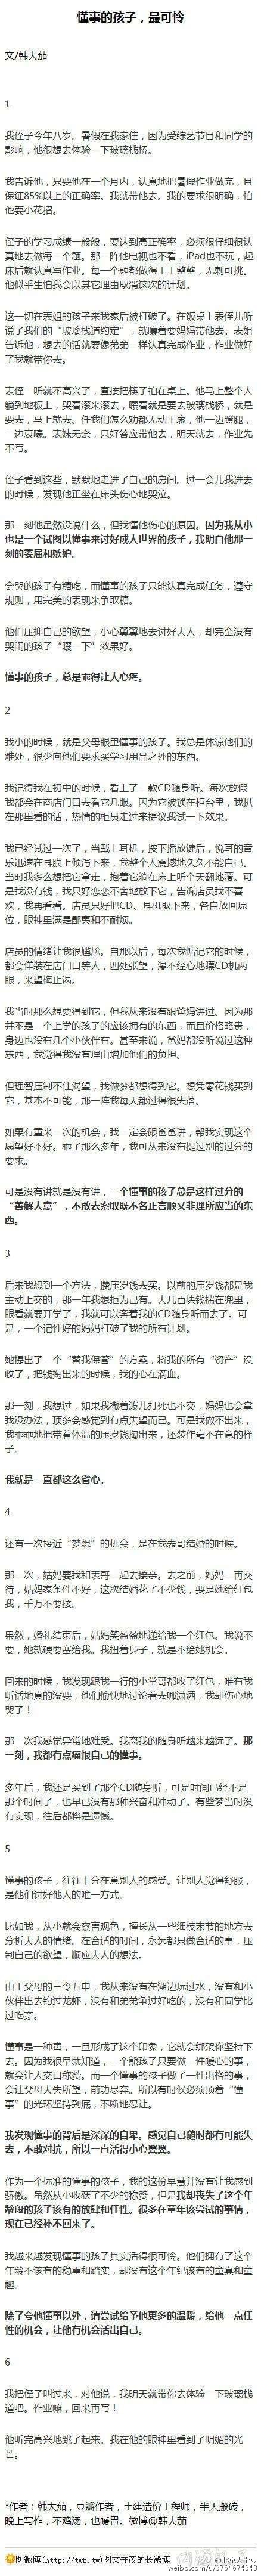 懂事的孩子，最可怜
文/韩大茄
1
我侄子今年八岁。暑假在我家住，因为受综艺节目和同学的
影响，他很想去体验一下玻璃栈桥。
我告诉他，只要他在一个月内，认真地把暑假作业做完，且
保证85%以上的正确率。我就带他去。我的要求很明确，怕
他耍小花招。
侄子的学习成绩一般般，要达到高正确率，必须很仔细很认
真地去做每一个题。那一阵他电视也不看，iPad也不玩，起
床后就认真写作业。每一个题都做得工工整整，无刺可挑。
他似乎生怕我会以其它理由取消这次的旅程。
这一切在表姐的孩子来我家后被打破了。在饭桌上表侄儿听
说了我们的“玻璃栈道约定”，就嚷着要妈妈带他去。表姐
告诉他，想去的话就要像弟弟一样认真完成作业，作业做好
了我就带你去。
表侄一听就不高兴了，直接把筷子拍在桌上。他马上整个人
躺到地板上，哭着滚来滚去，嚷着就是要去玻璃栈桥，就是
要去，马上就去。任我们怎么劝都无动于衷，他一边蹬腿，
一边哀嚎。表妹无奈，只好答应带他去，明天就去，作业先
不写。
侄子看到这些，默默地走进了自己的房间。过一会儿我进去
的时候，发现他正坐在床头伤心地哭泣。
那一刻他虽然没说什么，但我懂他伤心的原因。因为我从小
也是一个试图以懂事来讨好成人世界的孩子，我明白他那一
刻的委屈和嫉妒。
会哭的孩子有糖吃，而懂事的孩子只能认真完成任务，遵守
规则，用完美的表现来争取糖。
他们压抑自己的欲望，小心翼翼地去讨好大人，却完全没有
哭闹的孩子“嚷一下”效果好。
懂事的孩子，总是乖得让人心疼。
2
我小的时候，就是父母眼里懂事的孩子。我总是体谅他们的
难处，很少向他们要求买学习用品之外的东西。
我记得我在初中的时候，看上了一款CD随身听。每次放假
我都会在商店门口去看它几眼。因为它被锁在柜台里，我扒
在那里看的话，热情的柜员走过来提议我试一下效果。
我已经试过一次了，当戴上耳机，按下播放键后，悦耳的音
乐迅速在耳膜上倾泻下来，我整个人震撼地久久不能自已。
当时我多么想把它拿走，抱着它躺在床上听个天翻地覆。可
是我没有钱，我只好恋恋不舍地放下它，告诉店员我不喜
欢，我再看看。店员只好把CD、耳机取下来，各自放回原
位，眼神里满是鄙夷和不耐烦。
店员的情绪让我很尴尬。自那以后，每次我惦记它的时候，
都会佯装在店门口等人，四处张望，漫不经心地瞟CD机两
眼，来望梅止渴。
我当时那么想要得到它，但我从来没有跟爸妈讲过。因为那
并不是一个上学的孩子的应该拥有的东西，而且价格略贵，
身边也没有几个小伙伴有。甚至来说，爸妈都没听说过这种
东西，我觉得我没有理由增加他们的负担。
但理智压制不住渴望，我做梦都想得到它。想凭零花钱买到
它，基本不可能，那一阵我每天都过得很失落。
如果有重来一次的机会，我一定会跟爸爸讲，帮我实现这个
愿望好不好。乖了那么多年，我可从来没有提过别的过分的
要求。
可是没有讲就是没有讲，一个懂事的孩子总是这样过分的
“善解人意”，不敢去索取既不名正言顺又非理所应当的东
西。
3
后来我想到一个方法，攒压岁钱去买。以前的压岁钱都是我
主动上交的，那一年我想拒为己有。大几百块钱揣在兜里，
眼看就要开学了，我就可以奔着我的CD随身听而去了。可
是，一个记性好的妈妈打破了我的所有计划。
她提出了一个“替我保管”的方案，将我的所有“资产”没
收了，把钱掏出来的时候，我的心在滴血。
那一刻，我想过，如果我撒着泼儿打死也不交，妈妈也会拿
我没办法，顶多会感觉到有点失望而已。可是我做不出来，
我乖乖地把带着体温的压岁钱掏出来，还装作毫不在意的样
子。
我就是一直都这么省心。
4
还有一次接近“梦想”的机会，是在我表哥结婚的时候。
那一次，姑妈要我和表哥一起去接亲。去之前，妈妈一再交
待，姑妈家条件不好，这次结婚花了不少钱，要是她给红包
我，千万不要接。
果然，婚礼结束后，姑妈笑盈盈地递给我一个红包。我说不
要，她就硬要塞给我。我扭着身子，就是不给她机会。
回来的时候，我发现跟我一行的小堂哥都收了红包，唯有我
听话地真的没要，他们愉快地讨论着去哪潇洒，我却伤心地
哭了！
那一次我感觉异常地难受。我离我的随身听越来越远了。那
一刻，我都有点痛恨自己的懂事。
多年后，我还是买到了那个CD随身听，可是时间已经不是
那个时间了，也早已没有那种兴奋和冲动了。有些梦当时没
有实现，往后都将是遗憾。
5
懂事的孩子，往往十分在意别人的感受。让别人觉得舒服，
是他们讨好他人的唯一方式。
比如我，从小就会察言观色，擅长从一些细枝末节的地方去
分析大人的情绪。在合适的时间，永远都只做合适的事，压
制自己的欲望，顺应大人的想法。
由于父母的三令五申，我从来没有在湖边玩过水，没有和小
伙伴出去钓过龙虾，没有和弟弟争过好吃的，没有和同学比
过吃穿。
懂事是一种毒，一旦形成了这个印象，它就会绑架你坚持下
去。因为我很早就知道，一个熊孩子只要做一件暖心的事，
就会让人交口称赞。而一个懂事的孩子做了一件出格的事，
会让父母大失所望，前功尽弃。所以有时候必须顶着“懂
事”的光环坚持到底，不断地忍让。
我发现懂事的背后是深深的自卑。感觉自己随时都有可能失
去，不敢对抗，所以一直活得小心翼翼。
作为一个标准的懂事的孩子，我的这份早慧并没有让我感到
骄傲。虽然从小收获了不少的称赞，但是我却丧失了这个年
龄段的孩子该有的放肆和任性。很多在童年该尝试的事情，
现在已经补不回来了。
我越来越发现懂事的孩子其实活得很可怜。他们拥有了这个
年龄不该有的稳重和踏实，却没有这个年纪该有的童真和童
趣。
除了夸他懂事以外，请尝试给予他更多的温暖，给他一点任
性的机会，让他有机会活出自己。
6
我把侄子叫过来，对他说，我明天就带你去体验一下玻璃栈
道吧。作业嘛，回来再写！
他听完高兴地跳了起来。我在他的眼神里看到了明媚的光
芒。
*作者：韩大茄，豆瓣作者，土建造价工程师，半天搬砖，
晚上写作，不鸡汤，也暖胃。微博@韩大茄
图微博(http://twb.tw)图文并茂的长微博
weibo.com/u/3764674343